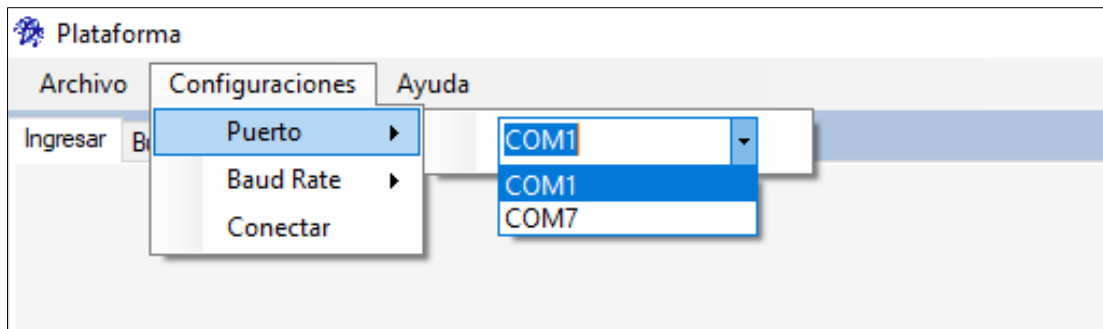 Plataforma
Archivo Configuraciones Ayuda
Ingresar
Puerto
COM1
COM1
Baud Rate
COM7
Conectar